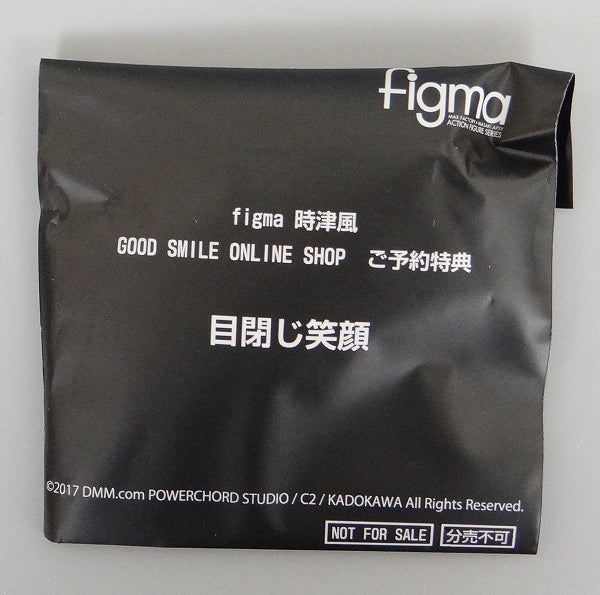 figma
MAX FACTORY × MASAKI APSY
ACTION FIGURE SERIES
figma 時津風
GOOD SMILE ONLINE SHOP ご予約特典
目閉じ笑顔
©2017 DMM.com POWERCHORD STUDIO / C2 / KADOKAWA All Rights Reserved.
NOT FOR SALE 分売不可